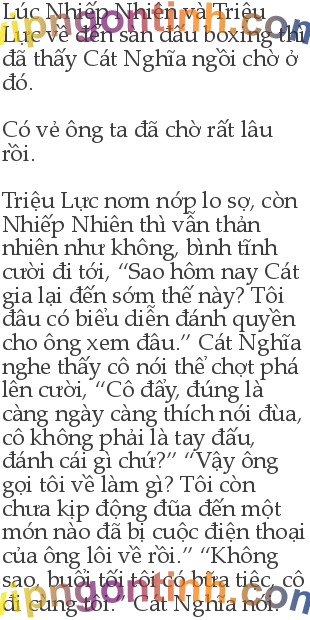 Lúc Nhiếp Nhiên và Triệu
Lực về đến sàn đấu boxing thì
đã thấy Cát Nghĩa ngồi chờ ở
đó.
Có vẻ ông ta đã chờ rất lâu
rồi.
Triệu Lực nơm nớp lo sợ, còn
Nhiếp Nhiên thì vẫn thản
nhiên như không, bình tĩnh
cười đi tới, “Sao hôm nay Cát
gia lại đến sớm thế này? Tôi
đâu có biểu diễn đánh quyền
cho ông xem đâu.” Cát Nghĩa
nghe thấy cô nói thể chợt phá
lên cười, “Cô đấy, đúng là
càng ngày càng thích nói đùa,
cô không phải là tay đấu,
đánh cái gì chứ?” “Vậy ông
gọi tôi về làm gì? Tôi còn
chưa kịp động đũa đến một
món nào đã bị cuộc điện thoại
của ông lôi về rồi.” “Không
sao, buổi tối tôi có bữa tiệc, cô
đi cùng tôi.” Cát Nghĩa nói,
vipngontinh.com
vipngontinh.com